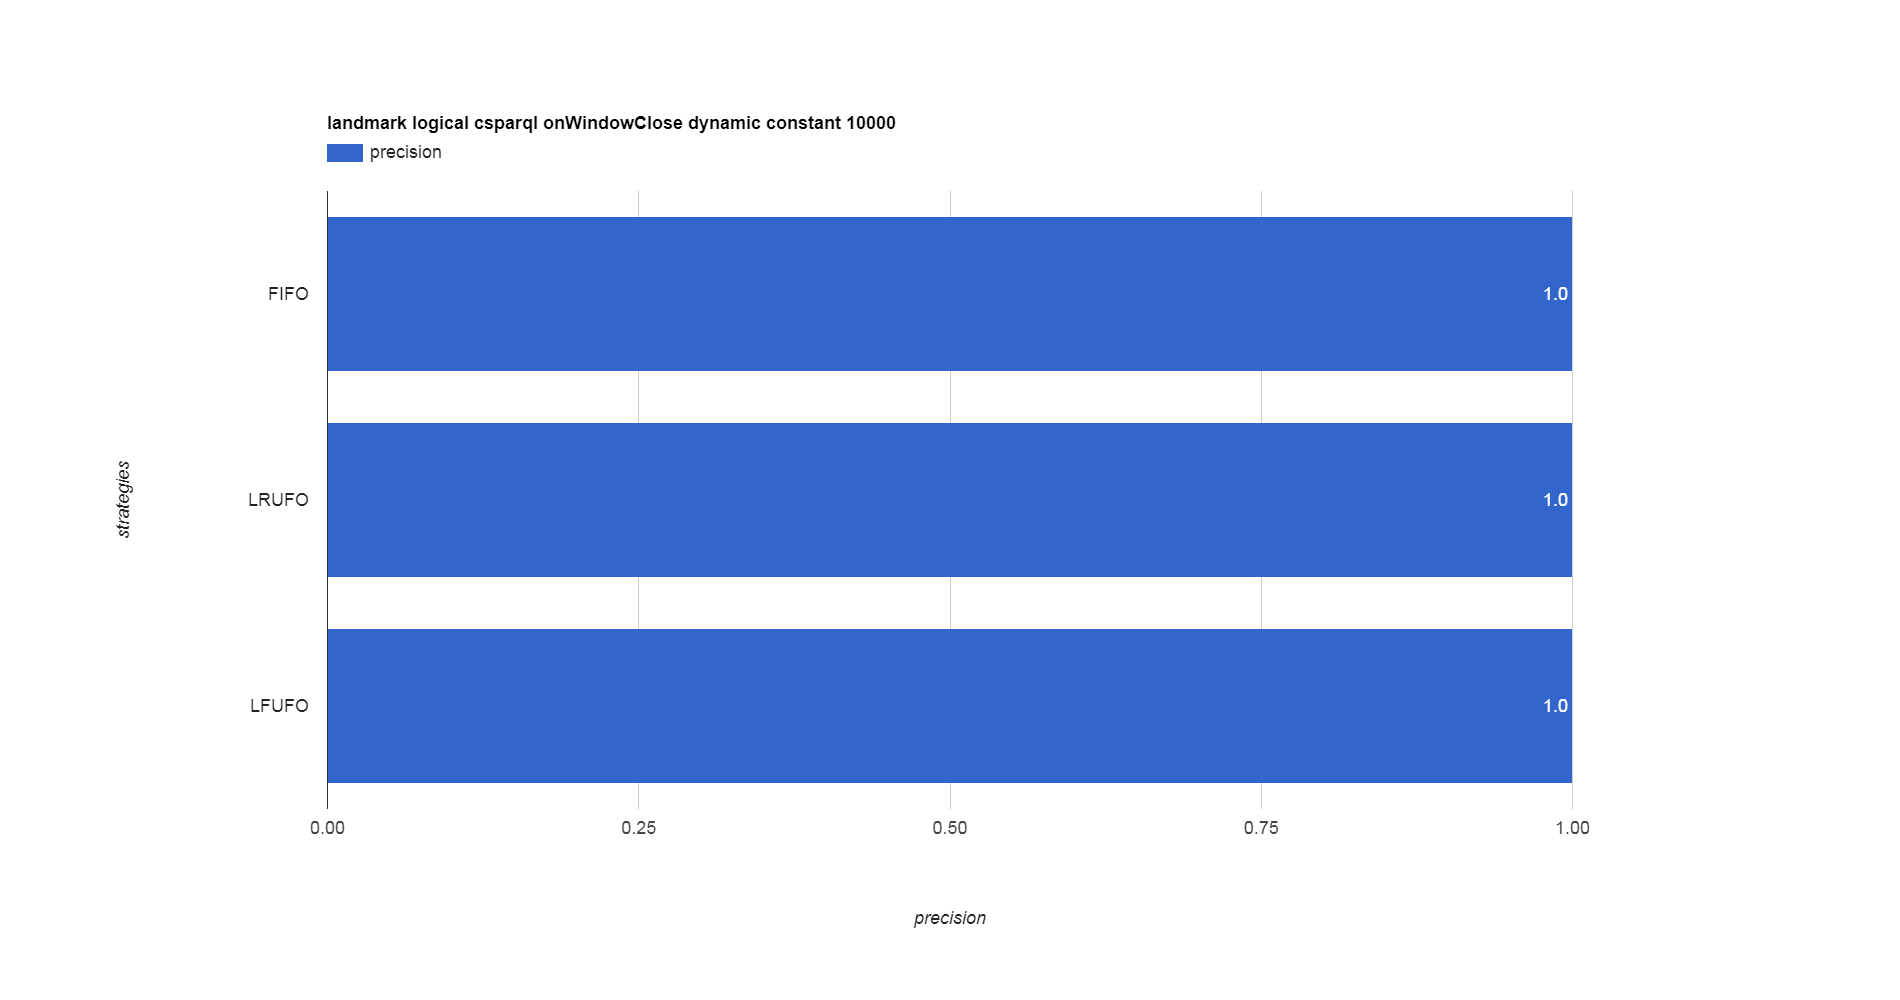 landmark logical csparql onWindowClose dynamic constant 10000
precision
FIFO
1.0
LRUFO
1.0
LFUFO
1.0
strategies
0.00 0.25 0.50 0.75 1.00
precision